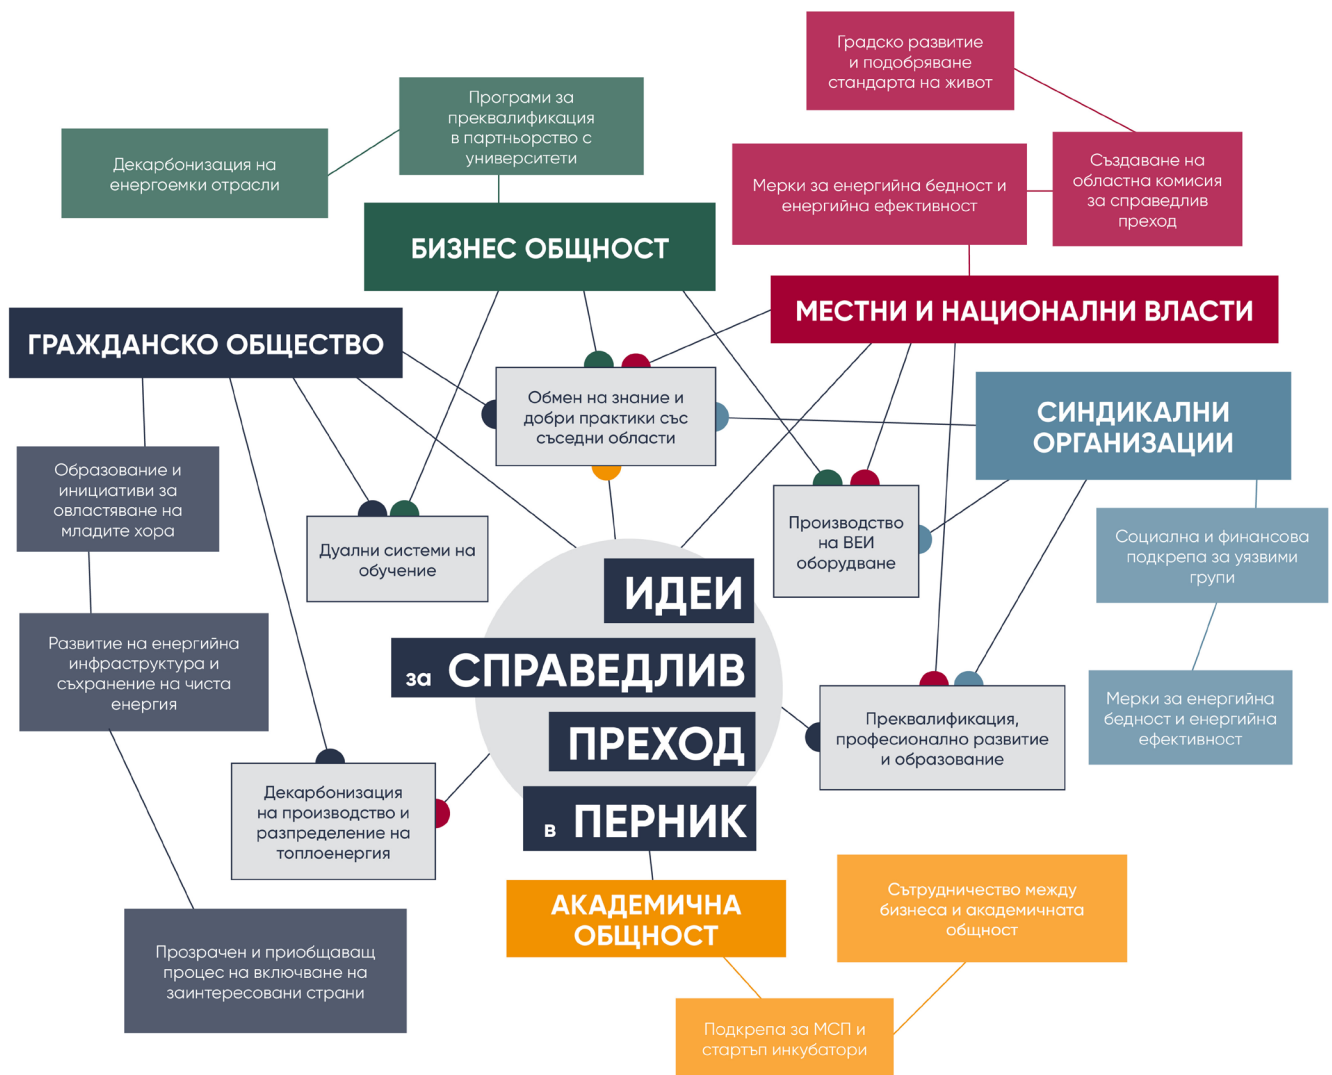 Градско развитие
и подобряване
стандарта на живот
Програми за
преквалификация
в партньорство с
университети
Декарбонизация на
енергоемки отрасли
Мерки за енергийна бедност и
енергийна ефективност
Създаване на
областна комисия
за справедлив
преход
БИЗНЕС ОБЩНОСТ
МЕСТНИ И НАЦИОНАЛНИ ВЛАСТИ
ГРАЖДАНСКО ОБЩЕСТВО
Обмен на знание и
добри практики със
съседни области
СИНДИКАЛНИ
ОРГАНИЗАЦИИ
Образование и
инициативи за
овластяване на
младите хора
Дуални системи на
обучение
Производство
на ВЕИ
оборудване
Социална и финансова
подкрепа за уязвими
групи
ИДЕИ
за СПРАВЕДЛИВ
ПРЕХОД
в ПЕРНИК
Развитие на енергийна
инфраструктура и
съхранение на чиста
енергия
Преквалификация,
професионално развитие
и образование
Мерки за енергийна
бедност и енергийна
ефективност
Декарбонизация
на производство и
разпределение на
топлоенергия
АКАДЕМИЧНА
ОБЩНОСТ
Сътрудничество между
бизнеса и академичната
общност
Прозрачен и приобщаващ
процес на включване на
заинтересовани страни
Подкрепа за МСП и
стартъп инкубатори